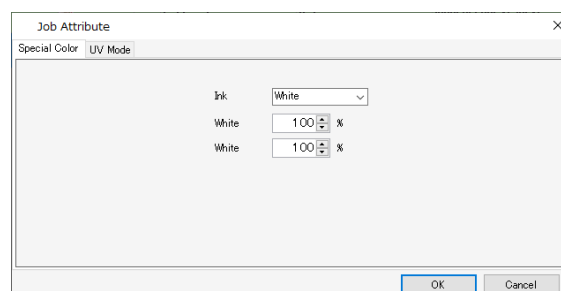 Job Attribute
Special Color UV Mode
Ink White
White 100 %
White 100 %
OK Cancel